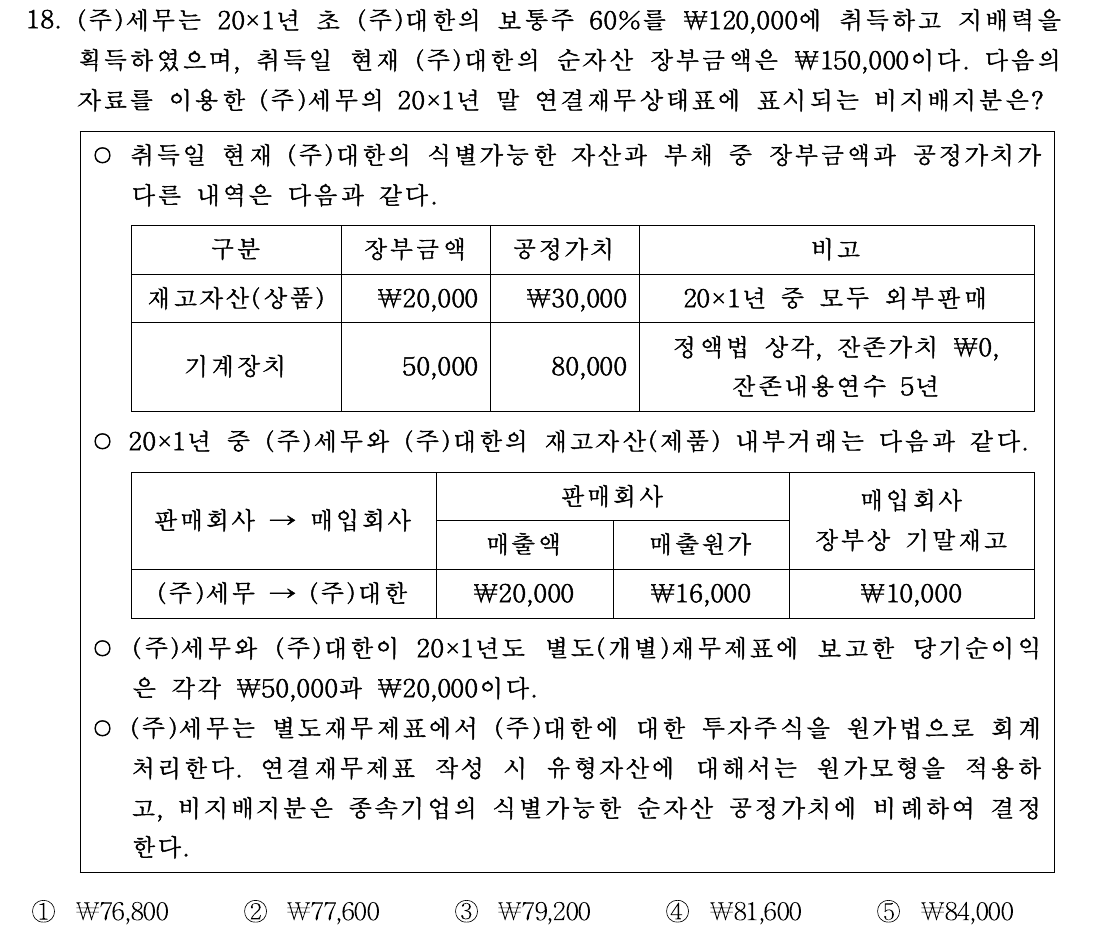 18. (주)세무는 20×1년 초 (주)대한의 보통주 60%를 ₩120,000에 취득하고 지배력을
획득하였으며, 취득일 현재 (주)대한의 순자산 장부금액은 ₩150,000이다. 다음의
자료를 이용한 (주)세무의 20×1년 말 연결재무상태표에 표시되는 비지배지분은?
○ 취득일 현재 (주)대한의 식별가능한 자산과 부채 중 장부금액과 공정가치가
다른 내역은 다음과 같다.
구분 장부금액 공정가치 비고
재고자산(상품) ₩20,000 ₩30,000 20×1년 중 모두 외부판매
기계장치 50,000 80,000 정액법 상각, 잔존가치 ₩0,
잔존내용연수 5년
○ 20×1년 중 (주)세무와 (주)대한의 재고자산(제품) 내부거래는 다음과 같다.
판매회사 → 매입회사 판매회사 매입회사
장부상 기말재고
매출액 매출원가
(주)세무 → (주)대한 ₩20,000 ₩16,000 ₩10,000
○ (주)세무와 (주)대한이 20×1년도 별도(개별)재무제표에 보고한 당기순이익
은 각각 ₩50,000과 ₩20,000이다.
○ (주)세무는 별도재무제표에서 (주)대한에 대한 투자주식을 원가법으로 회계
처리한다. 연결재무제표 작성 시 유형자산에 대해서는 원가모형을 적용하
고, 비지배지분은 종속기업의 식별가능한 순자산 공정가치에 비례하여 결정
한다.
① ₩76,800 ② ₩77,600 ③ ₩79,200 ④ ₩81,600 ⑤ ₩84,000